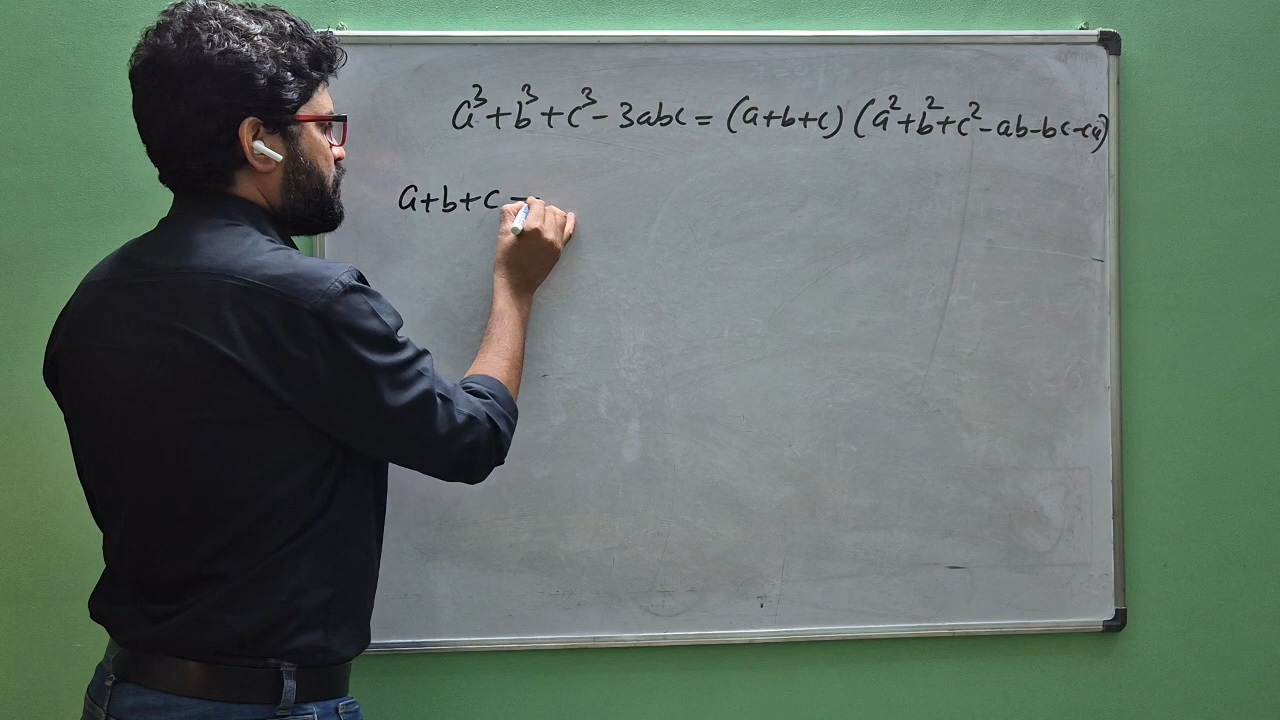 a³+b³+c³-3abc = (a+b+c) (a²+b²+c²-ab-bc-ca)
a+b+c =